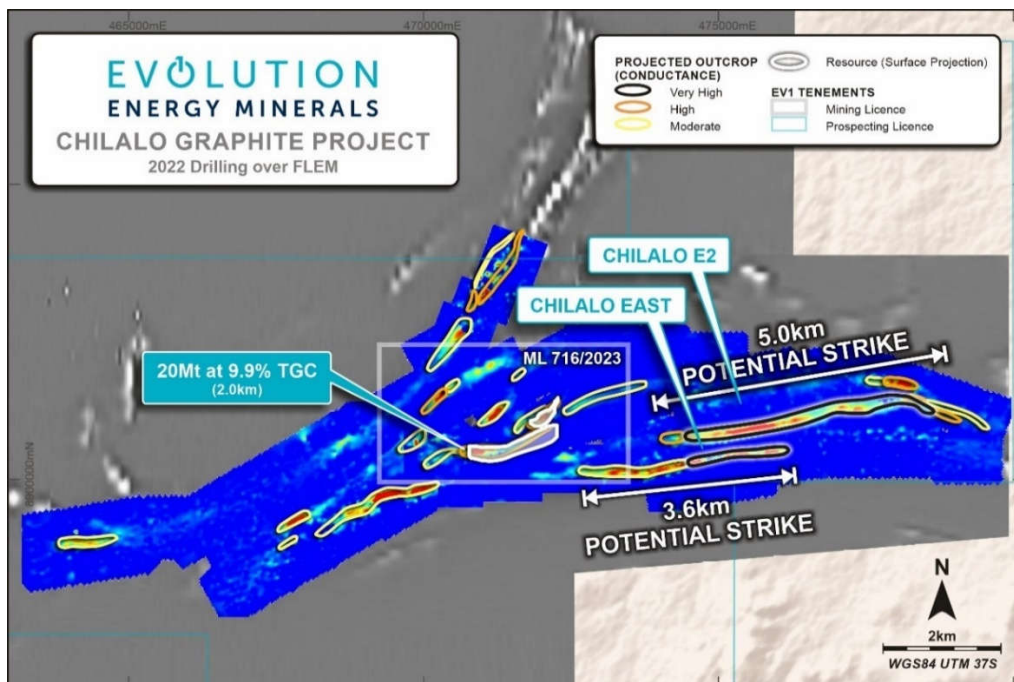 465000mE
470000mE
475000mE
EVOLUTION
ENERGY MINERALS
CHILALO GRAPHITE PROJECT
2022 Drilling over FLEM
PROJECTED OUTCROP
(CONDUCTANCE)
Very High
High
Moderate
Resource (Surface Projection)
EV1 TENEMENTS
Mining Licence
Prospecting Licence
CHILALO E2
CHILALO EAST
5.0km
POTENTIAL STRIKE
ML 716/2023
20Mt at 9.9% TGC
(2.0km)
3.6km
POTENTIAL STRIKE
N
2km
WGS84 UTM 37S